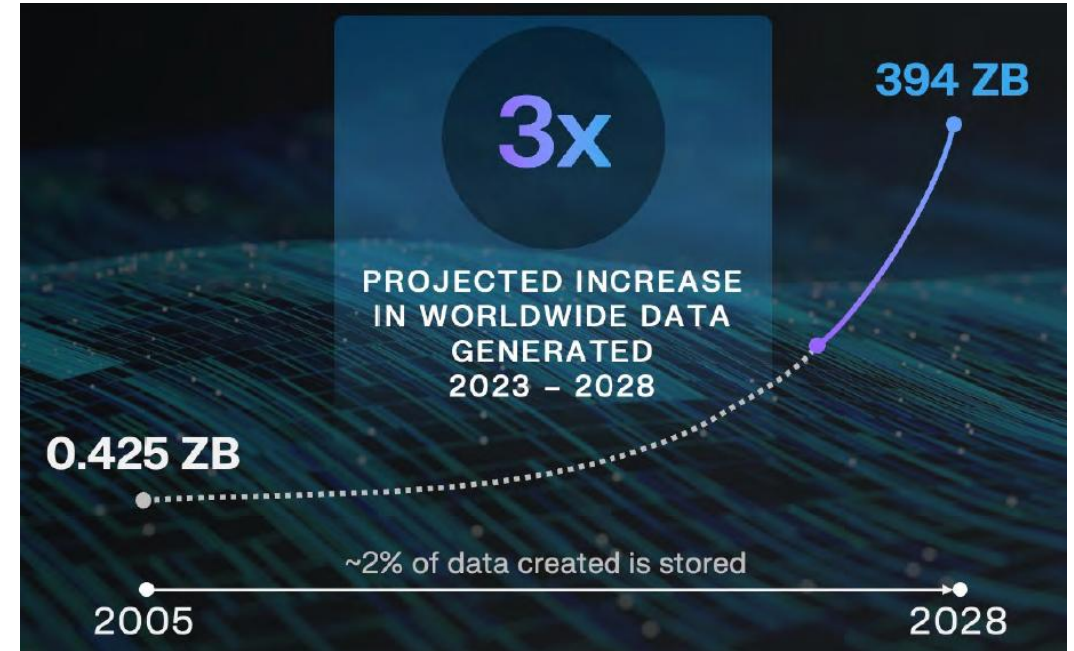 3x
PROJECTED INCREASE
IN WORLDWIDE DATA
GENERATED
2023 – 2028
394 ZB
0.425 ZB
~2% of data created is stored
2005
2028